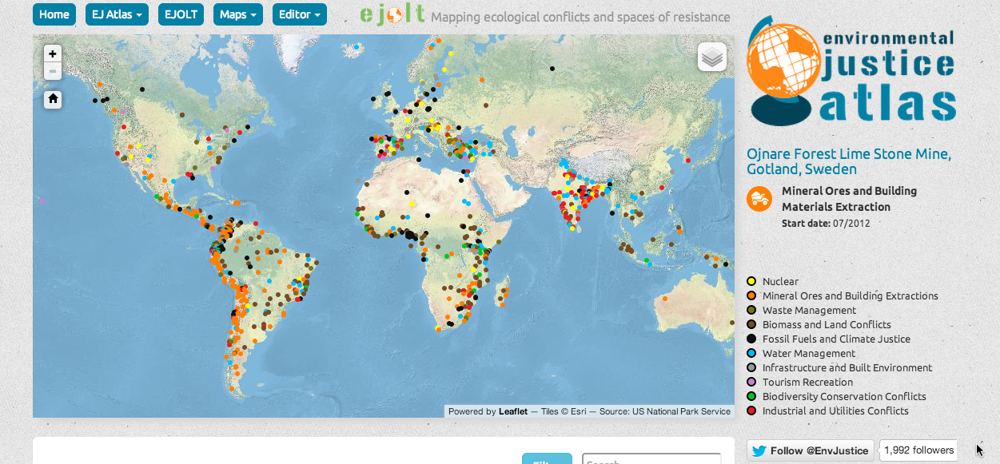 Home
EJ Atlas
EJOLT
Maps
Editor
ejolt
Mapping ecological conflicts and spaces of resistance
+
-
environmental
justice
atlas
Ojnare Forest Lime Stone Mine,
Gotland, Sweden
Mineral Ores and Building
Materials Extraction
Start date: 07/2012
Nuclear
Mineral Ores and Building Extractions
Waste Management
Biomass and Land Conflicts
Fossil Fuels and Climate Justice
Water Management
Infrastructure and Built Environment
Tourism Recreation
Biodiversity Conservation Conflicts
Industrial and Utilities Conflicts
Powered by Leaflet — Tiles © Esri — Source: US National Park Service
Follow @EnvJustice
1,992 followers
Search